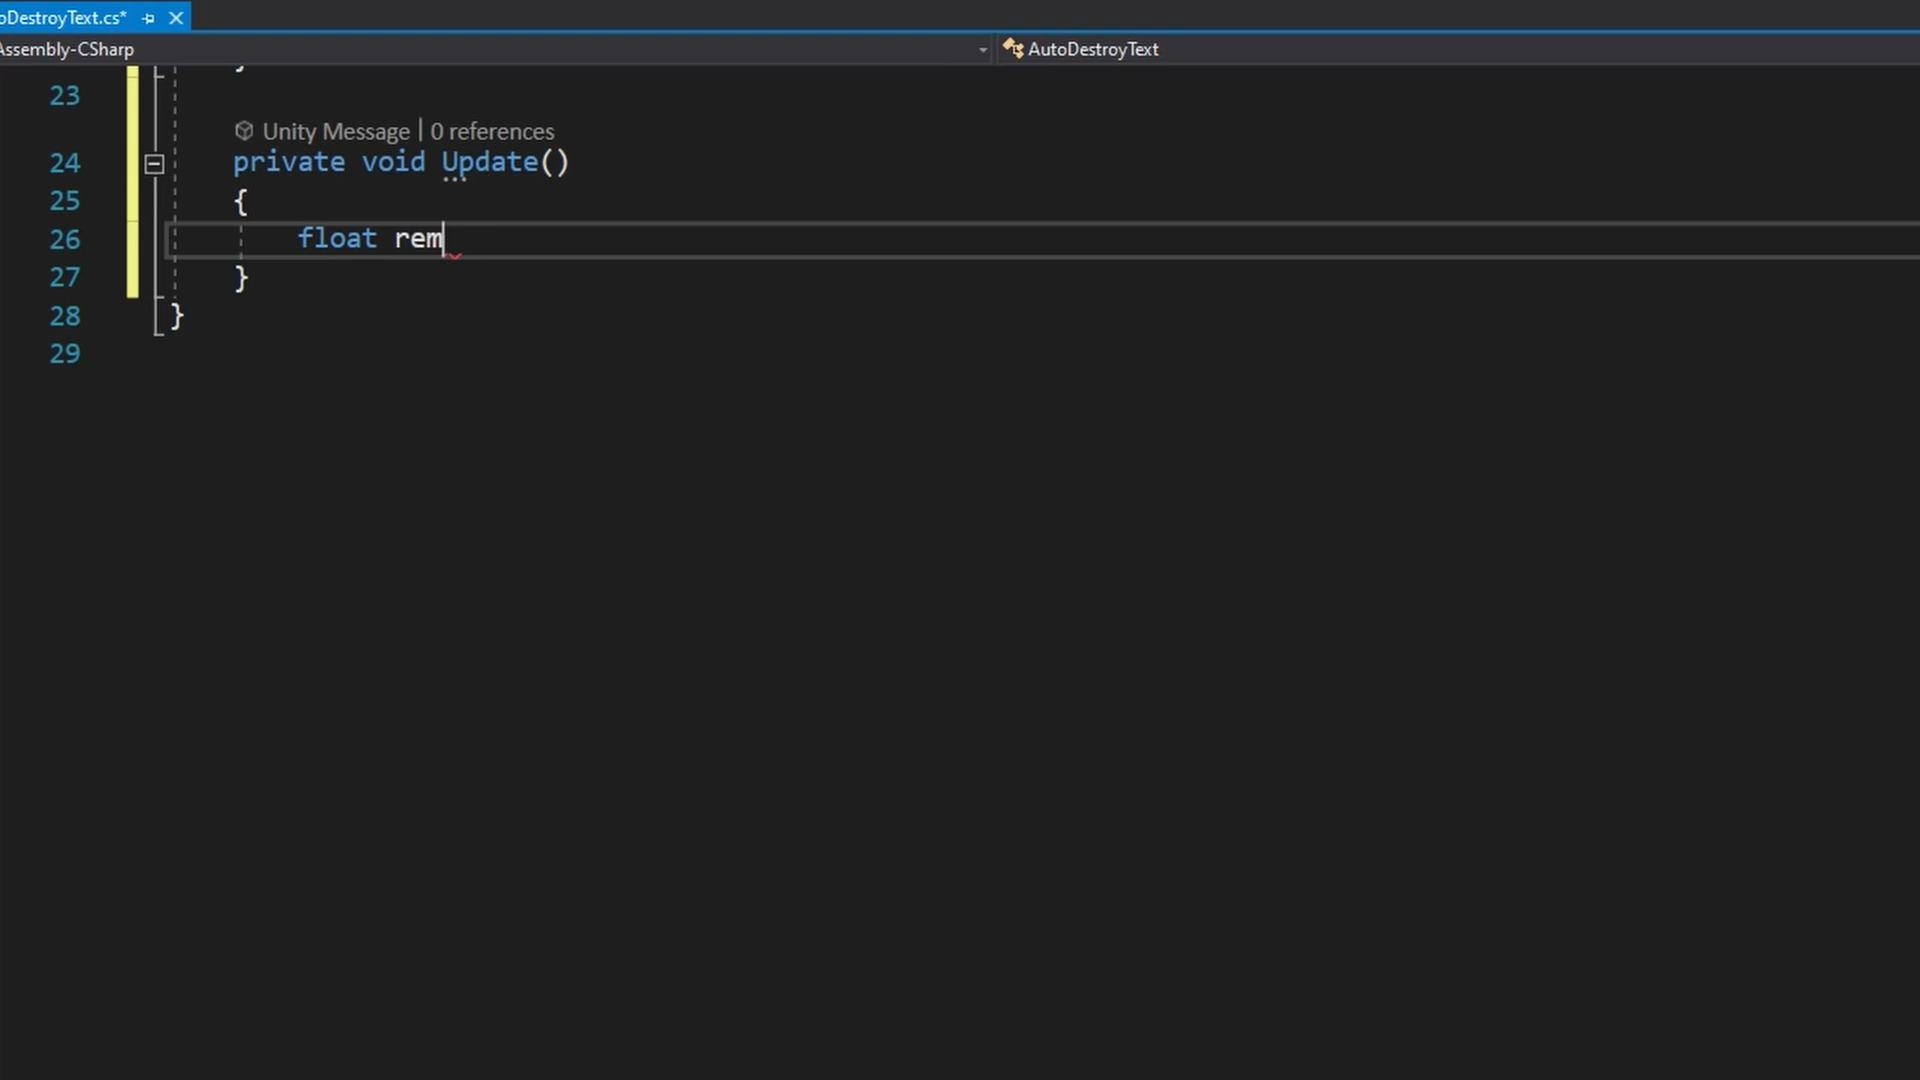 oDestroyText.cs*
Assembly-CSharp
AutoDestroyText
23
Unity Message | 0 references
24 private void Update()
25 {
26 float rem
27 }
28 }
29